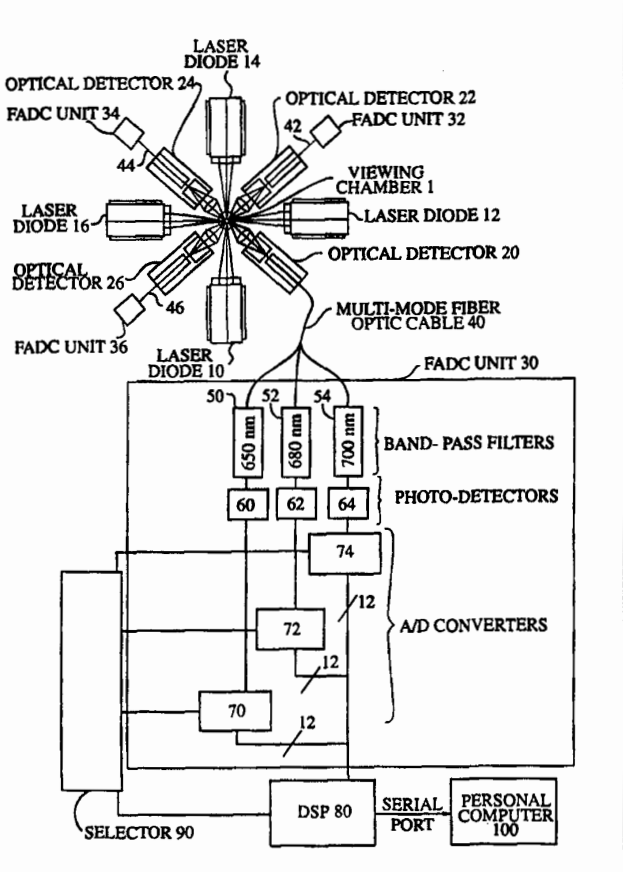 LASER
DIODE 14
OPTICAL DETECTOR 24
OPTICAL DETECTOR 22
FADC UNIT 34
42
FADC UNIT 32
44
VIEWING
CHAMBER 1
LASER
DIODE 16
LASER DIODE 12
OPTICAL DETECTOR 20
OPTICAL
DETECTOR 26
46
MULTI-MODE FIBER
OPTIC CABLE 40
FADC UNIT 36
LASER
DIODE 10
FADC UNIT 30
50
52
54
650 nm
680 nm
700 nm
BAND- PASS FILTERS
60
62
64
PHOTO-DETECTORS
74
12
72
A/D CONVERTERS
12
70
12
DSP 80
SERIAL
PORT
PERSONAL
COMPUTER
100
SELECTOR 90